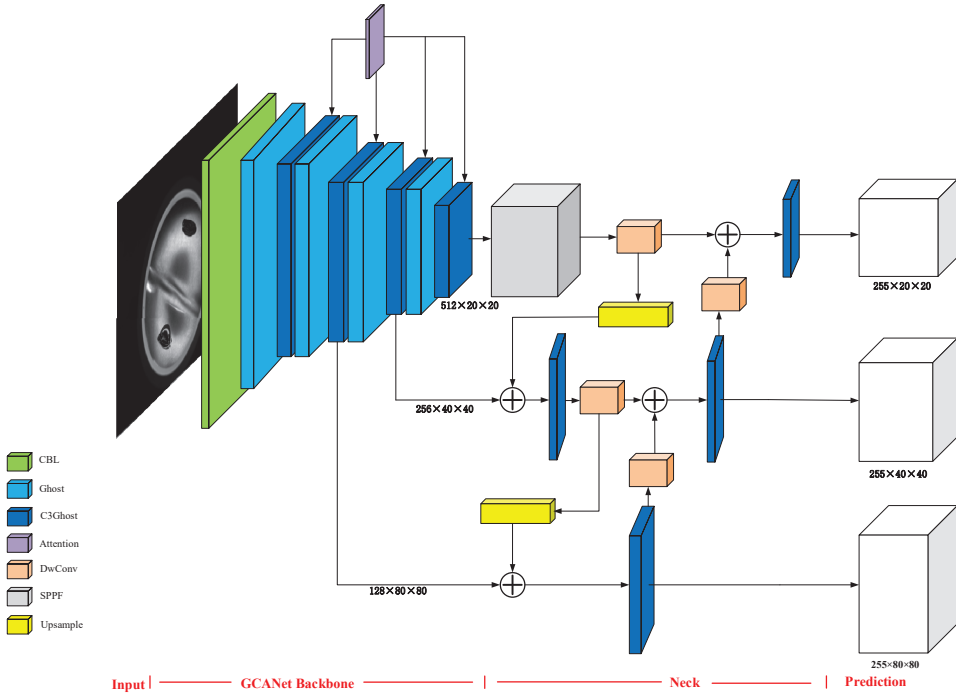 512×20×20
255×20×20
256×40×40
255×40×40
CBL
Ghost
C3Ghost
Attention
DwConv
SPPF
Upsample
128×80×80
255×80×80
Input
GCANet Backbone
Neck
Prediction